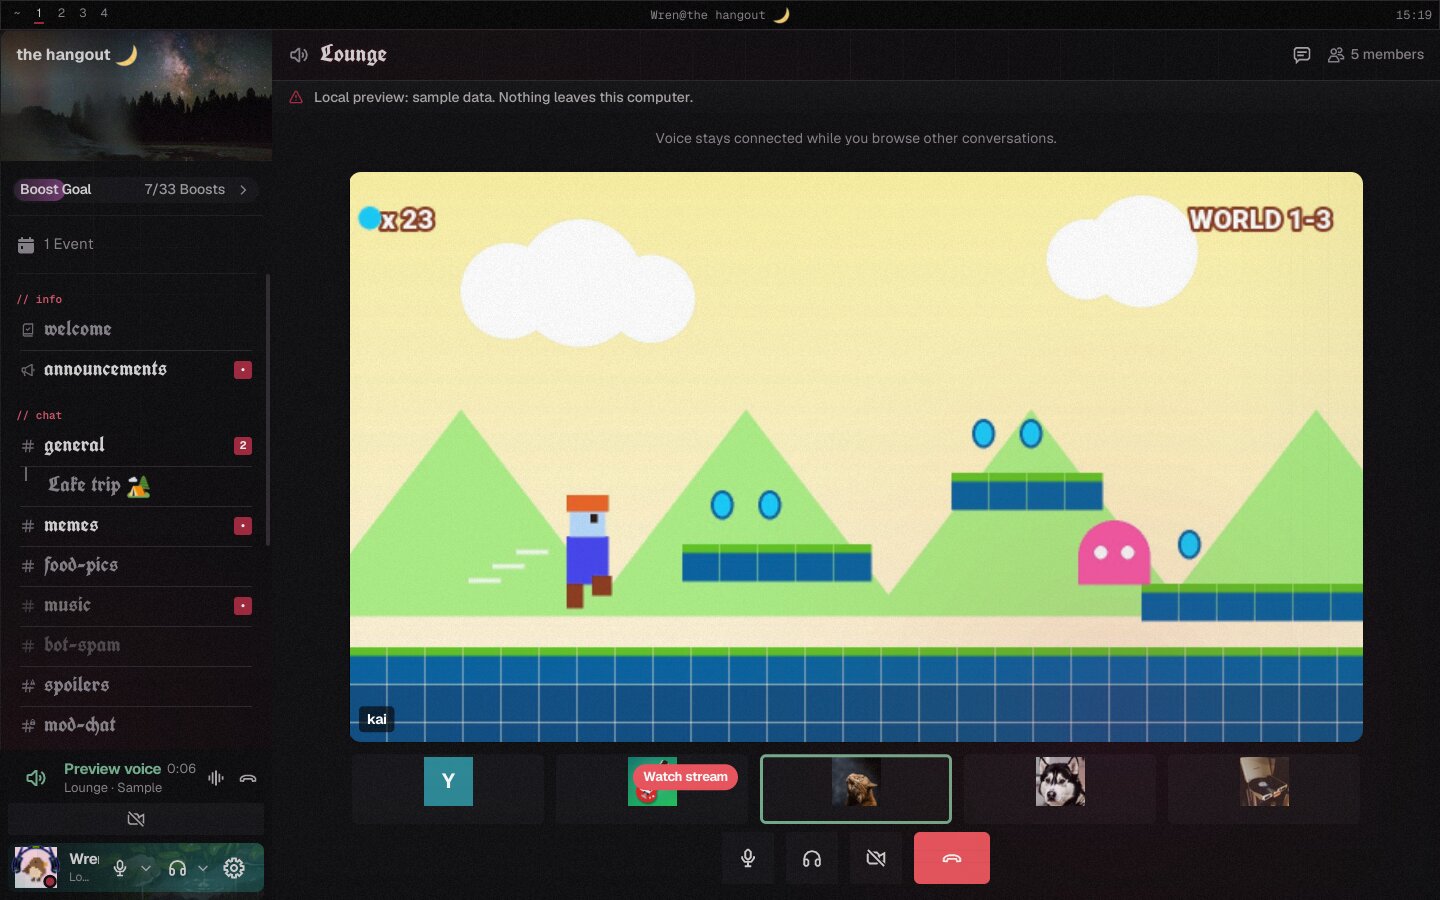 ~ 1 2 3 4
Wren@the hangout 🌙
15:19
the hangout 🌙
Lounge
5 members
Local preview: sample data. Nothing leaves this computer.
Voice stays connected while you browse other conversations.
Boost Goal 7/33 Boosts
1 Event
// info
welcome
announcements
// chat
# general 2
Lake trip 🏕️
# memes
# food-pics
# music
# bot-spam
# spoilers
# mod-chat
x 23
WORLD 1-3
kai
Preview voice 0:06
Lounge · Sample
Wre
Lo...
Y
Watch stream